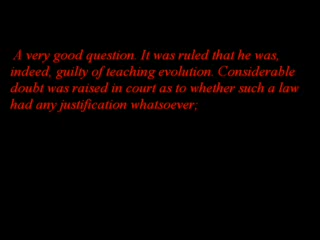 A very good question. It was ruled that he was,
indeed, guilty of teaching evolution. Considerable
doubt was raised in court as to whether such a law
had any justification whatsoever;